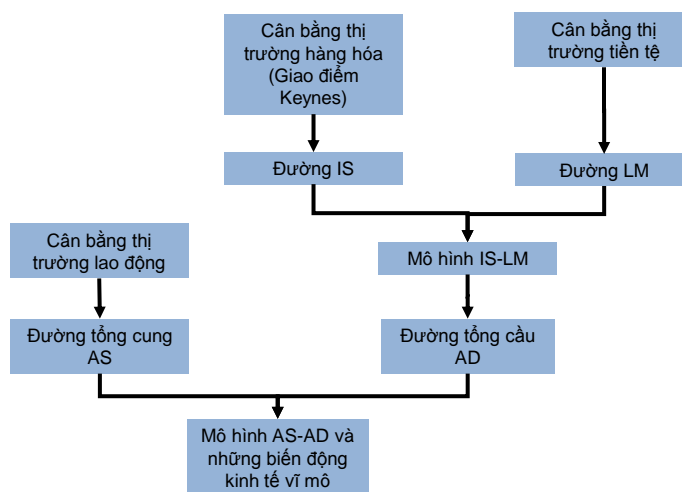 Cân bằng thị
trường hàng hóa
(Giao điểm
Keynes)
Cân bằng thị
trường tiền tệ
Đường IS
Đường LM
Cân bằng thị
trường lao động
Mô hình IS-LM
Đường tổng cung
AS
Đường tổng cầu
AD
Mô hình AS-AD và
những biến động
kinh tế vĩ mô